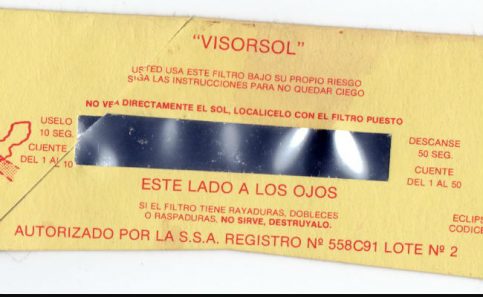 "VISORSOL"
USTED USA ESTE FILTRO BAJO SU PROPIO RIESGO
SIGA LAS INSTRUCCIONES PARA NO QUEDAR CIEGO
NO VEA DIRECTAMENTE EL SOL, LOCALICELO CON EL FILTRO PUESTO
USELO
10 SEG.
CUENTE
DEL 1 AL 10
DESCANSE
50 SEG.
CUENTE
DEL 1 AL 50
ESTE LADO A LOS OJOS
SI EL FILTRO TIENE RAYADURAS, DOBLECES
O RASPADURAS, NO SIRVE, DESTRUYALO.
ECLIPS
CODICE
AUTORIZADO POR LA S.S.A. REGISTRO Nº 558C91 LOTE Nº 2